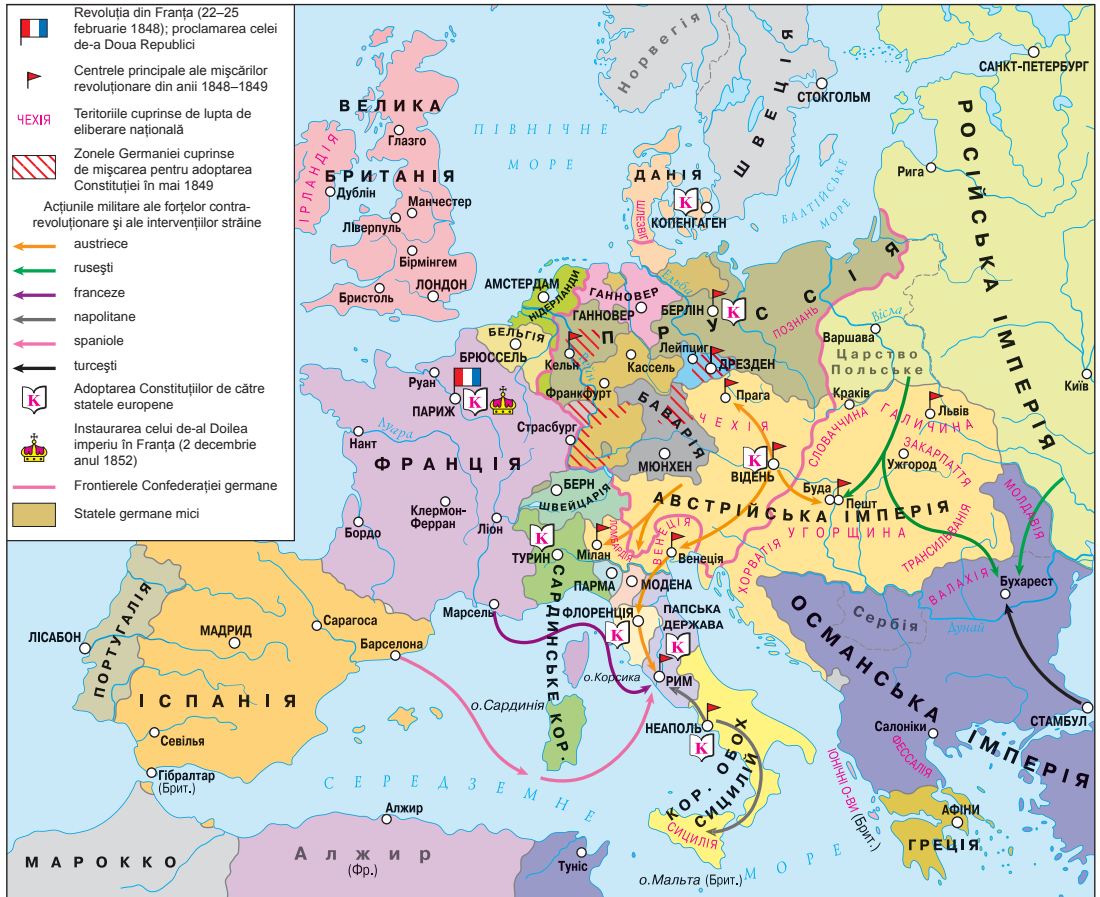 Revoluția din Franța (22–25
februarie 1848); proclamarea celei
de-a Doua Republici
Centrele principale ale mișcărilor
revoluționare din anii 1848–1849
ЧЕХІЯ
Teritoriile cuprinse de lupta de
eliberare națională
Zonele Germaniei cuprinse
de mișcarea pentru adoptarea
Constituției în mai 1849
Acțiunile militare ale forțelor contra-
revoluționare și ale intervențiilor străine
austriece
rusești
franceze
napolitane
spaniole
turcești
K
Adoptarea Constituțiilor de către
statele europene
Instaurarea celui de-al Doilea
imperiu în Franța (2 decembrie
anul 1852)
Frontierele Confederației germane
Statele germane mici
Норвегія
ШВЕЦІЯ
СТОКГОЛЬМ
САНКТ-ПЕТЕРБУРГ
РОСІЙСЬКА ІМПЕРІЯ
Рига
Київ
ПІВНІЧНЕ
МОРЕ
БАЛТІЙСЬКЕ
МОРЕ
ВЕЛИКА
БРИТАНІЯ
Глазго
ІРЛАНДІЯ
Дублін
Манчестер
Ліверпуль
Бірмінгем
Бристоль
ЛОНДОН
ДАНІЯ
K
КОПЕНГАГЕН
ШЛЕЗВІГ
АМСТЕРДАМ
НІДЕРЛАНДИ
БЕЛЬГІЯ
БРЮССЕЛЬ
ГАННОВЕР
ГАННОВЕР
Ельба
БЕРЛІН
K
ПРУССІЯ
ПОЗНАНЬ
Вісла
Варшава
Царство
Польське
Кельн
Кассель
Лейпциг
ДРЕЗДЕН
Франкфурт
Прага
ЧЕХІЯ
Краків
Львів
ГАЛИЧИНА
СЛОВАЧЧИНА
ЗАКАРПАТТЯ
Ужгород
БАВАРІЯ
МЮНХЕН
Страсбург
K
ВІДЕНЬ
Буда
Пешт
АВСТРІЙСЬКА ІМПЕРІЯ
УГОРЩИНА
ТРАНСИЛЬВАНІЯ
МОЛДАВІЯ
ХОРВАТІЯ
ВАЛАХІЯ
Бухарест
Дунай
Сербія
ОСМАНСЬКА ІМПЕРІЯ
СТАМБУЛ
Салоніки
ФЕССАЛІЯ
ІОНІЧНІ О-ВИ (Брит.)
АФІНИ
ГРЕЦІЯ
Руан
ПАРИЖ
K
Луара
Нант
ФРАНЦІЯ
Клермон-
Ферран
Ліон
Бордо
Марсель
БЕРН
ШВЕЙЦАРІЯ
K
ТУРИН
Мілан
ЛОМБАРДІЯ
ВЕНЕЦІЯ
Венеція
ПАРМА
МОДЕНА
ФЛОРЕНЦІЯ
K
ПАПСЬКА
ДЕРЖАВА
K
РИМ
о.Корсика
о.Сардинія
САРДИНСЬКЕ КОР.
НЕАПОЛЬ
K
КОР. ОБОХ
СИЦИЛІЙ
СИЦИЛІЯ
о.Мальта (Брит.)
ПОРТУГАЛІЯ
ЛІСАБОН
МАДРИД
Сарагоса
Барселона
ІСПАНІЯ
Севілья
Гібралтар
(Брит.)
СЕРЕДЗЕМНЕ
МОРЕ
Алжир
МАРОККО
Алжир
(Фр.)
Туніс